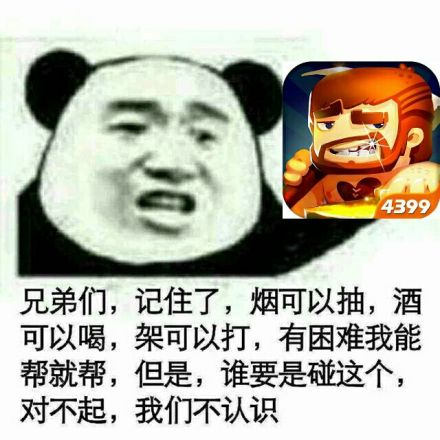 4399
兄弟们，记住了，烟可以抽，酒
可以喝，架可以打，有困难我能
帮就帮，但是，谁要是碰这个，
对不起，我们不认识